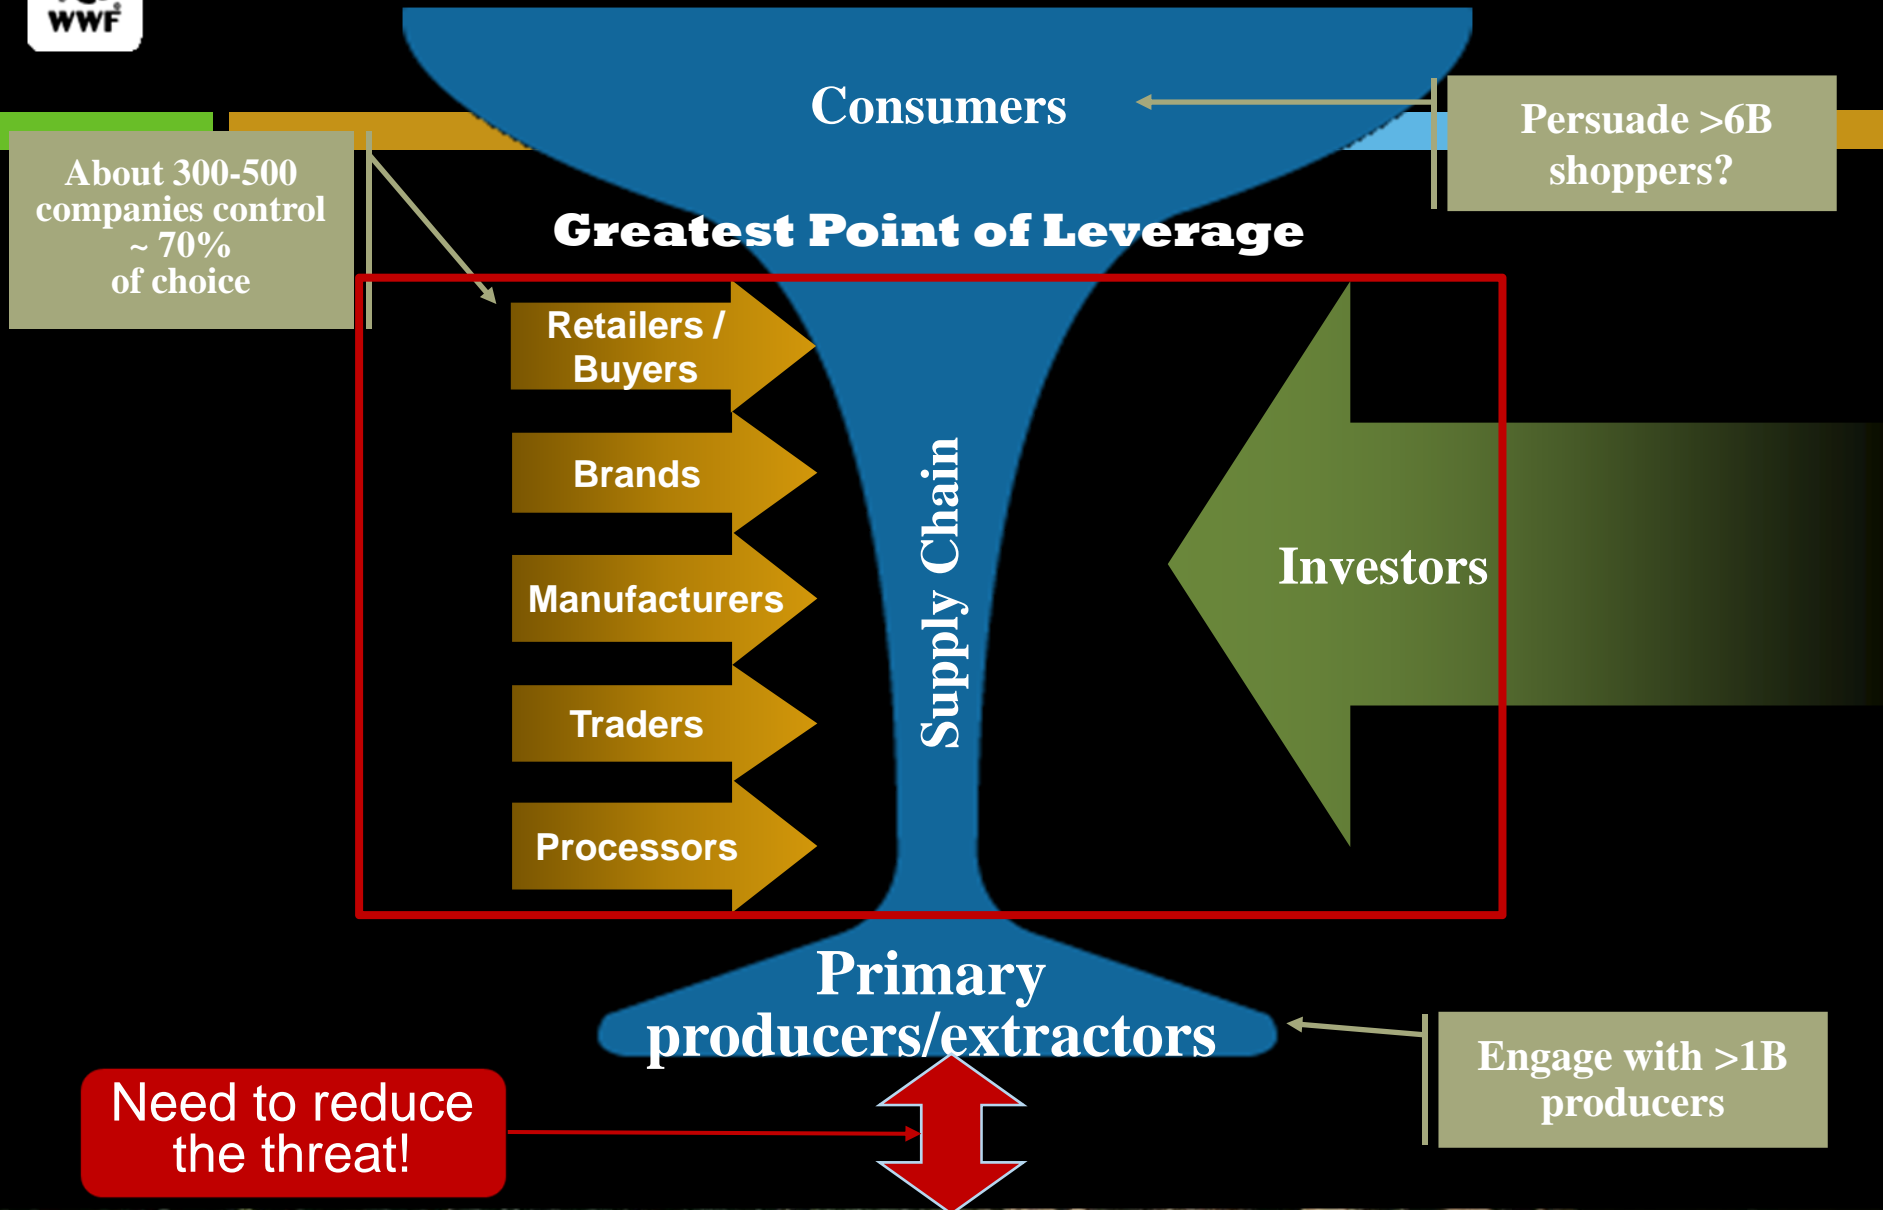 WWF
Consumers
Persuade >6B
shoppers?
About 300-500
companies control
~ 70%
of choice
Greatest Point of Leverage
Retailers /
Buyers
Brands
Manufacturers
Traders
Processors
Supply Chain
Investors
Primary
producers/extractors
Engage with >1B
producers
Need to reduce
the threat!